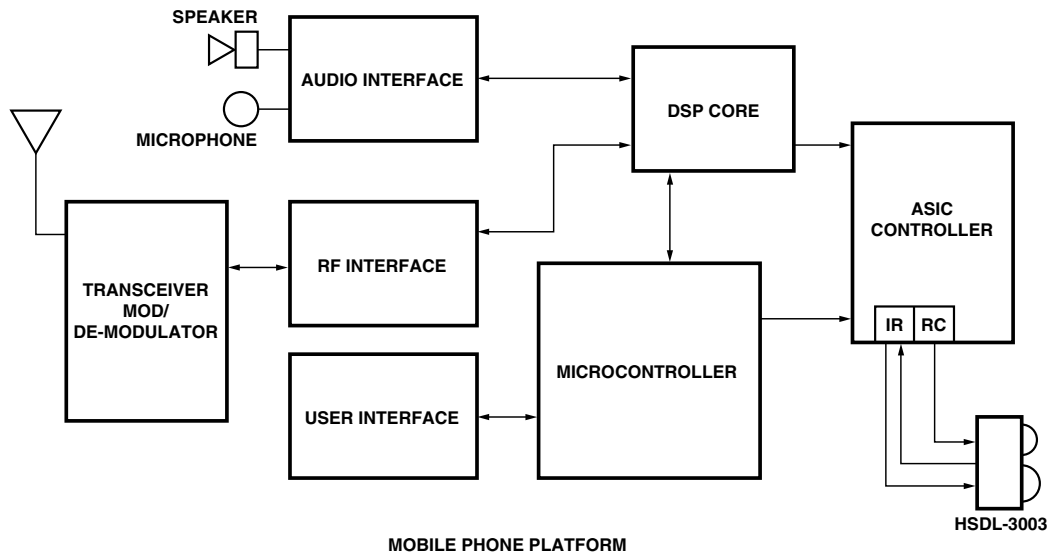 SPEAKER
AUDIO INTERFACE
MICROPHONE
DSP CORE
ASIC
CONTROLLER
TRANSCEIVER
MOD/
DE-MODULATOR
RF INTERFACE
IR
RC
MICROCONTROLLER
USER INTERFACE
HSDL-3003
MOBILE PHONE PLATFORM